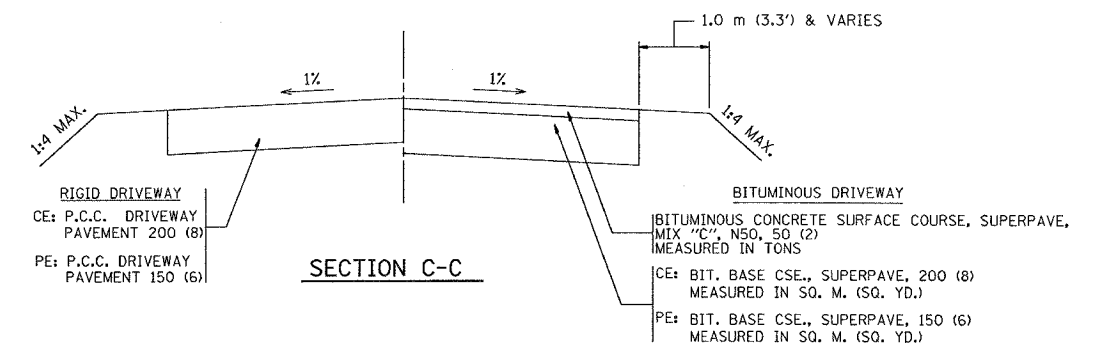 1.0 m (3.3') & VARIES
1%
1%
1:4 MAX.
1:4 MAX.
RIGID DRIVEWAY
CE: P.C.C. DRIVEWAY
PAVEMENT 200 (8)
PE: P.C.C. DRIVEWAY
PAVEMENT 150 (6)
SECTION C-C
BITUMINOUS DRIVEWAY
BITUMINOUS CONCRETE SURFACE COURSE, SUPERPAVE,
MIX "C", N50, 50 (2)
MEASURED IN TONS
CE: BIT. BASE CSE., SUPERPAVE, 200 (8)
MEASURED IN SQ. M. (SQ. YD.)
PE: BIT. BASE CSE., SUPERPAVE, 150 (6)
MEASURED IN SQ. M. (SQ. YD.)